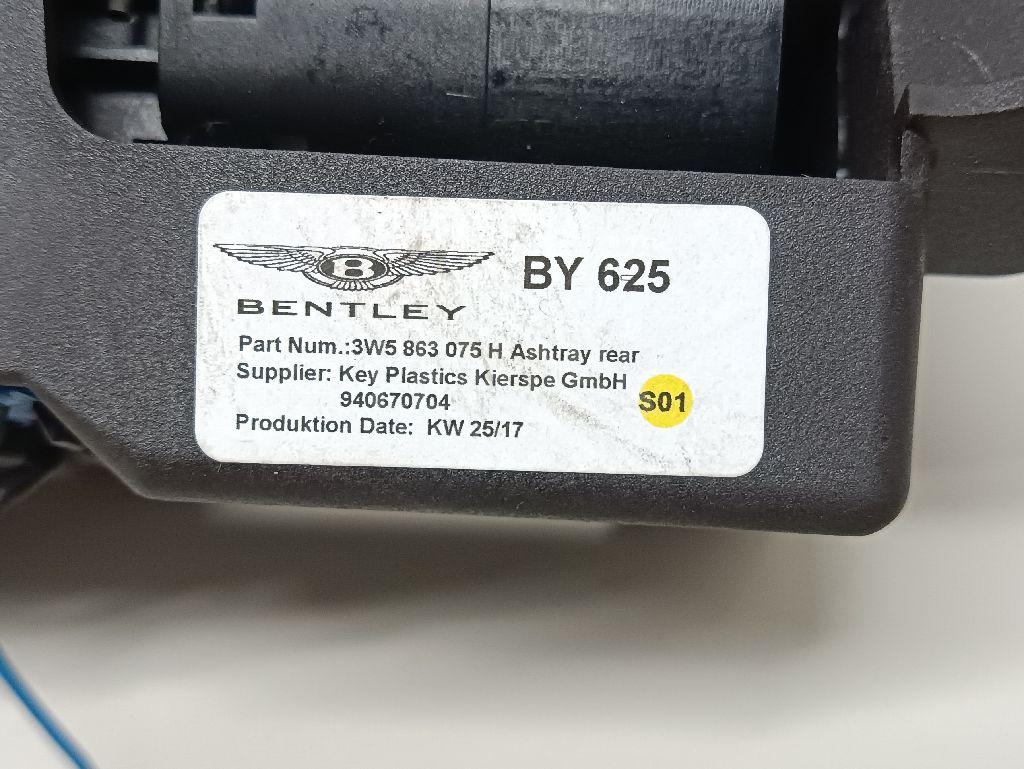 B
BENTLEY
BY 625
Part Num.:3W5 863 075 H Ashtray rear
Supplier: Key Plastics Kierspe GmbH
940670704
S01
Produktion Date: KW 25/17